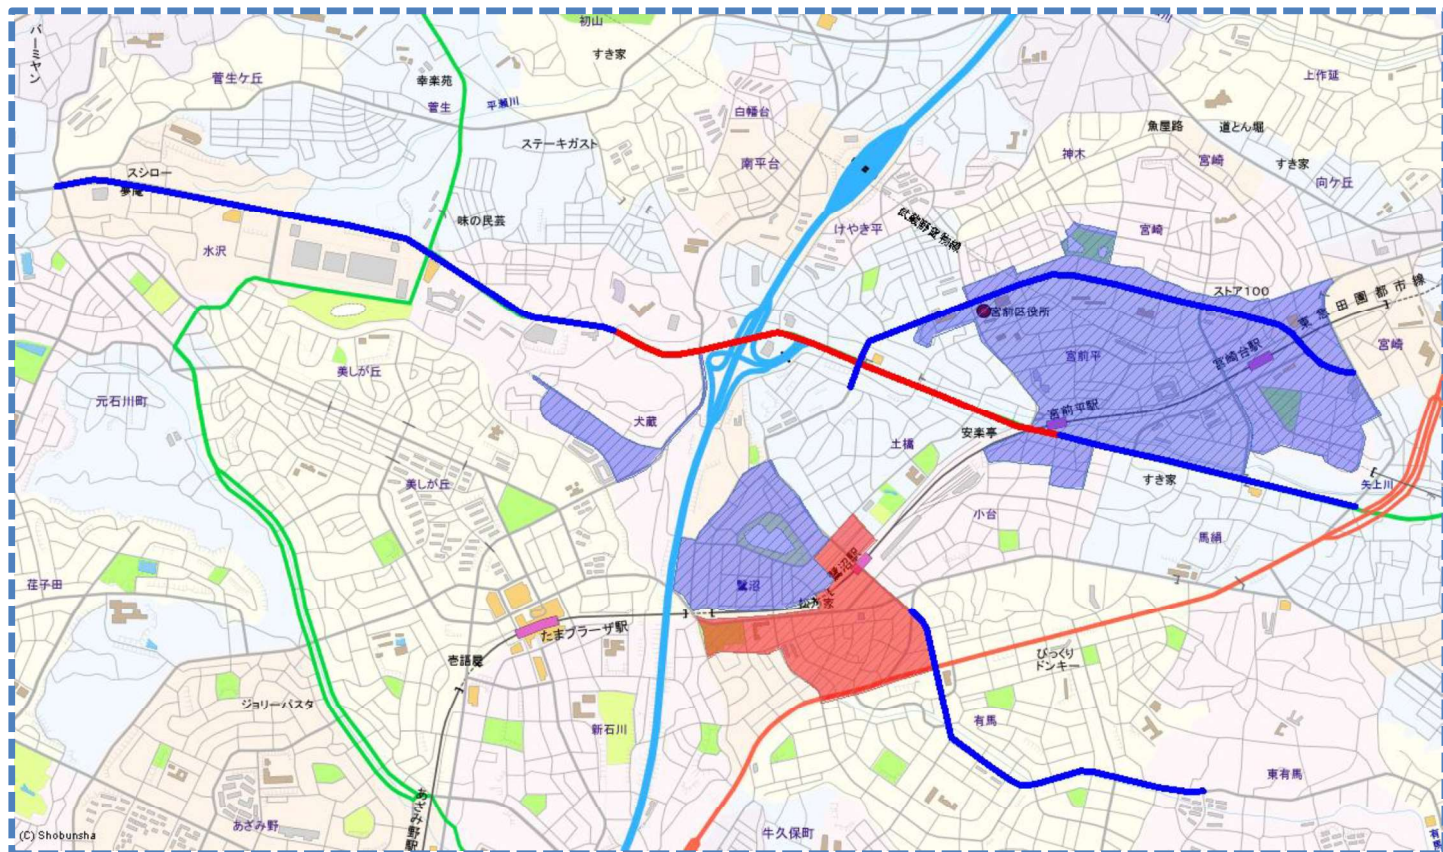 バーミヤン
初山
すき家
菅生ケ丘
幸楽苑
菅生
平瀬川
白幡台
上作延
魚屋路
道とん堀
ステーキガスト
南平台
神木
宮崎
すき家
向ケ丘
スシロー
夢庵
味の民芸
けやき平
武蔵野貨物線
宮崎
水沢
ストア100
東急田園都市線
宮前区役所
宮崎台駅
宮崎
宮前平
美しが丘
元石川町
犬蔵
宮前平駅
土橋
安楽亭
すき家
矢上川
美しが丘
小台
馬絹
荏子田
鷺沼駅
鷺沼
松乃家
たまプラーザ駅
壱語屋
びっくり
ドンキー
ジョリーパスタ
新石川
有馬
東有馬
あざみ野
あざみ野駅
牛久保町
(C) Shobunsha